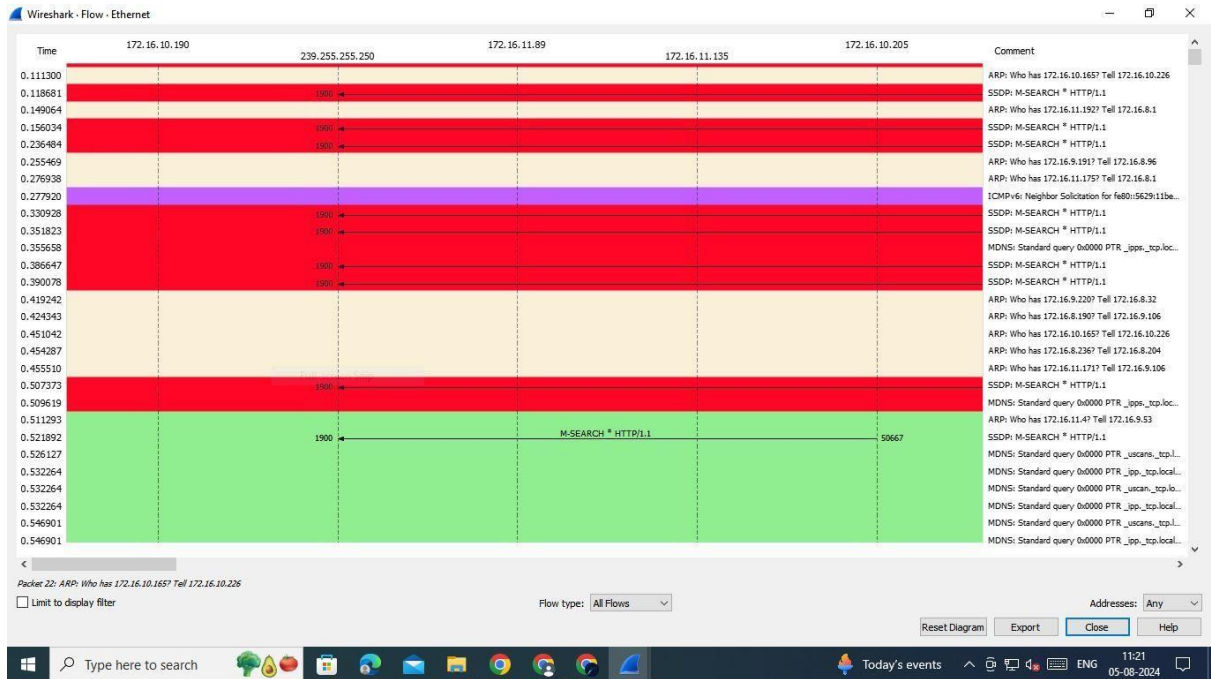 Wireshark · Flow · Ethernet
Time 172.16.10.190 239.255.255.250 172.16.11.89 172.16.11.135 172.16.10.205 Comment
0.111300 ARP: Who has 172.16.10.165? Tell 172.16.10.226
0.118681 1900 SSDP: M-SEARCH * HTTP/1.1
0.149064 ARP: Who has 172.16.11.192? Tell 172.16.8.1
0.156034 1900 SSDP: M-SEARCH * HTTP/1.1
0.236484 1900 SSDP: M-SEARCH * HTTP/1.1
0.255469 ARP: Who has 172.16.9.191? Tell 172.16.8.96
0.276938 ARP: Who has 172.16.11.175? Tell 172.16.8.1
0.277920 ICMPv6: Neighbor Solicitation for fe80::5629:11be...
0.330928 1900 SSDP: M-SEARCH * HTTP/1.1
0.351823 1900 SSDP: M-SEARCH * HTTP/1.1
0.355658 MDNS: Standard query 0x0000 PTR _ipps._tcp.loc...
0.386647 1900 SSDP: M-SEARCH * HTTP/1.1
0.390078 1900 SSDP: M-SEARCH * HTTP/1.1
0.419242 ARP: Who has 172.16.9.220? Tell 172.16.8.32
0.424343 ARP: Who has 172.16.8.190? Tell 172.16.9.106
0.451042 ARP: Who has 172.16.10.165? Tell 172.16.10.226
0.454287 ARP: Who has 172.16.8.236? Tell 172.16.8.204
0.455510 ARP: Who has 172.16.11.171? Tell 172.16.9.106
0.507373 1900 SSDP: M-SEARCH * HTTP/1.1
0.509619 MDNS: Standard query 0x0000 PTR _ipps._tcp.loc...
0.511293 ARP: Who has 172.16.11.4? Tell 172.16.9.53
0.521892 1900 M-SEARCH * HTTP/1.1 50667 SSDP: M-SEARCH * HTTP/1.1
0.526127 MDNS: Standard query 0x0000 PTR _uscans._tcp.l...
0.532264 MDNS: Standard query 0x0000 PTR _ipp._tcp.local...
0.532264 MDNS: Standard query 0x0000 PTR _uscan._tcp.lo...
0.532264 MDNS: Standard query 0x0000 PTR _ipp._tcp.local...
0.546901 MDNS: Standard query 0x0000 PTR _uscans._tcp.l...
0.546901 MDNS: Standard query 0x0000 PTR _ipp._tcp.local...
Packet 22: ARP: Who has 172.16.10.165? Tell 172.16.10.226
Limit to display filter Flow type: All Flows Addresses: Any
Reset Diagram Export Close Help
Type here to search Today's events ENG 11:21
05-08-2024